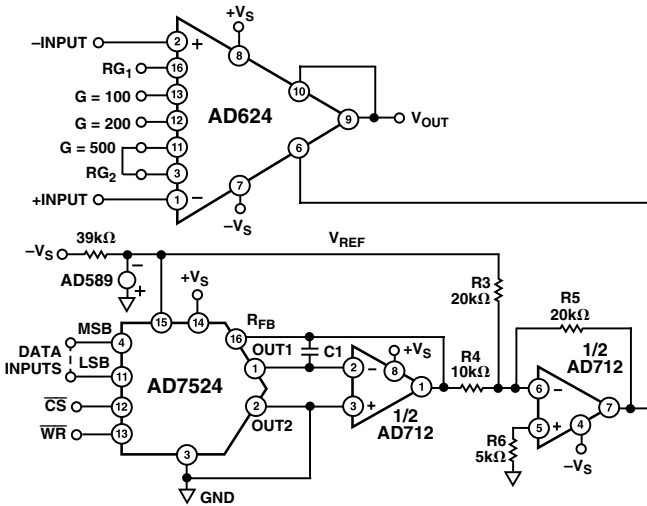 +VS
–INPUT
2
+
8
RG1
16
10
G = 100
13
AD624
G = 200
12
9
VOUT
G = 500
11
6
RG2
3
7
+INPUT
1
–
–VS
39kΩ
–VS
VREF
–
AD589
+
+VS
R3
20kΩ
R5
20kΩ
15
14
16
RFB
MSB
4
OUT1
C1
+VS
R4
10kΩ
1/2
AD712
DATA
INPUTS
LSB
11
AD7524
1
2
–
8
1
6
–
7
CS
12
2
3
+
1/2
AD712
5
+
4
WR
13
OUT2
R6
5kΩ
–VS
3
GND